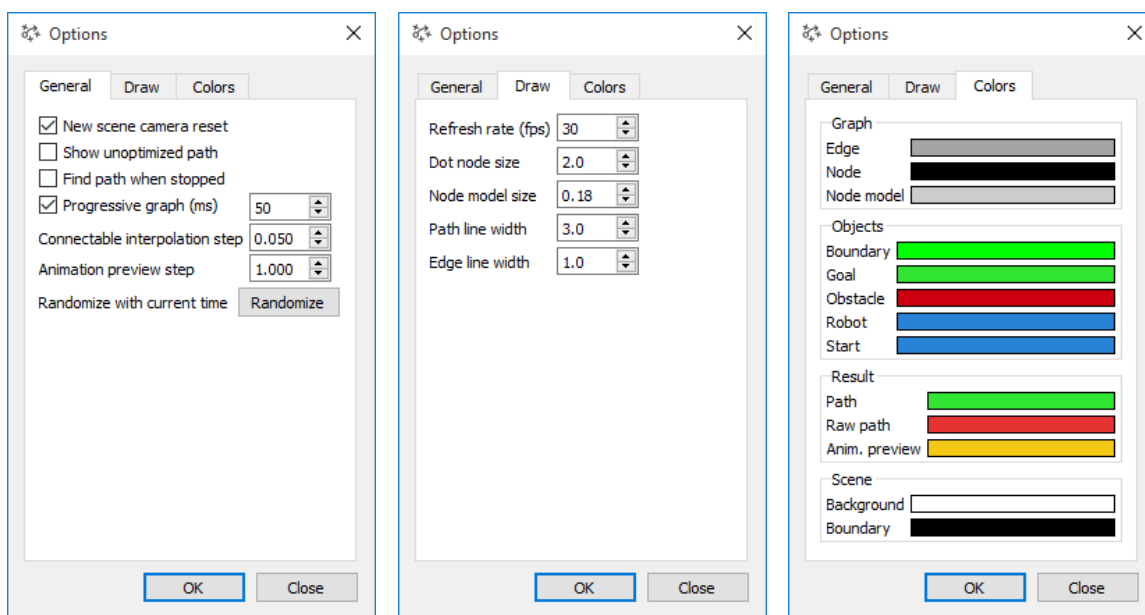 Options
General Draw Colors
New scene camera reset
Show unoptimized path
Find path when stopped
Progressive graph (ms) 50
Connectable interpolation step 0.050
Animation preview step 1.000
Randomize with current time Randomize
OK Close
Options
General Draw Colors
Refresh rate (fps) 30
Dot node size 2.0
Node model size 0.18
Path line width 3.0
Edge line width 1.0
OK Close
Options
General Draw Colors
Graph
Edge
Node
Node model
Objects
Boundary
Goal
Obstacle
Robot
Start
Result
Path
Raw path
Anim. preview
Scene
Background
Boundary
OK Close